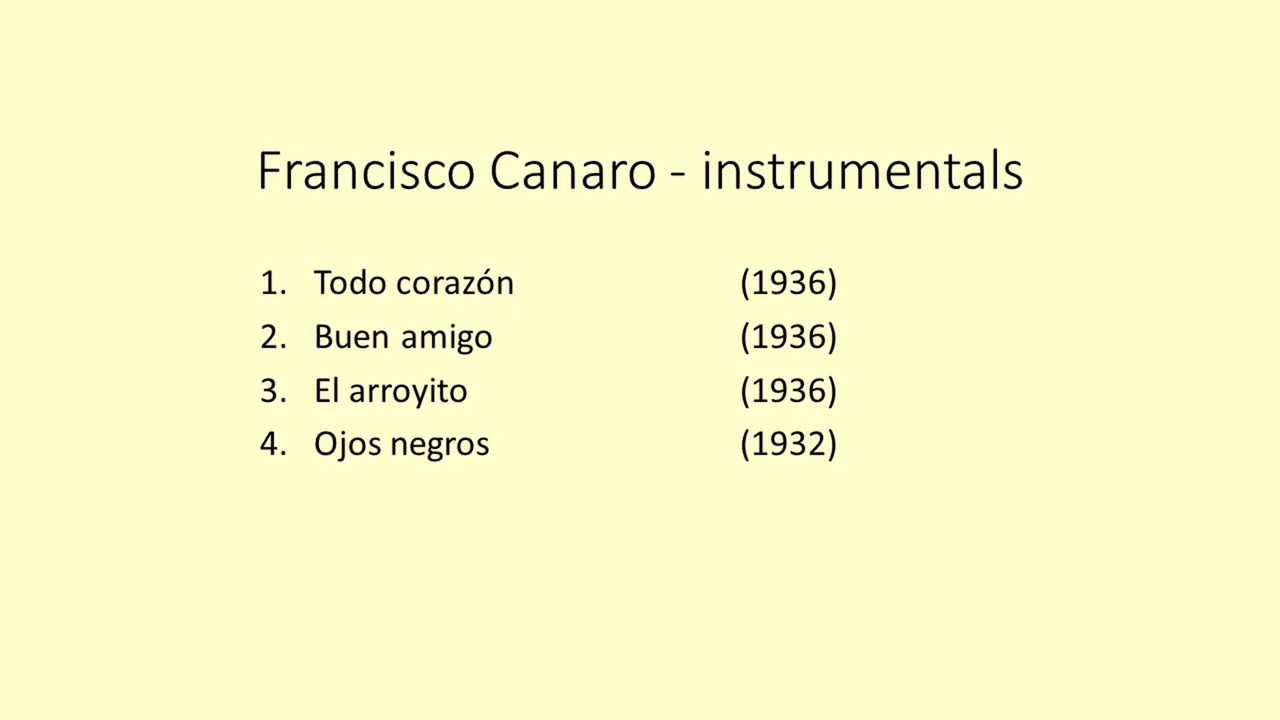 Francisco Canaro - instrumentals
1. Todo corazón (1936)
2. Buen amigo (1936)
3. El arroyito (1936)
4. Ojos negros (1932)